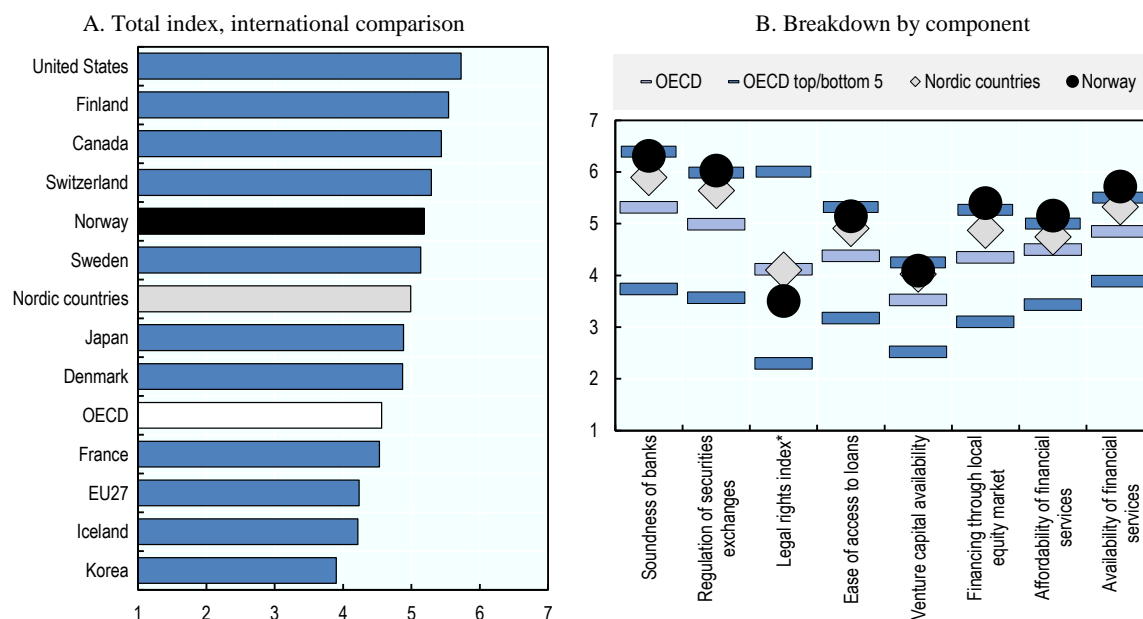 A. Total index, international comparison
United States
Finland
Canada
Switzerland
Norway
Sweden
Nordic countries
Japan
Denmark
OECD
France
EU27
Iceland
Korea
1 2 3 4 5 6 7
B. Breakdown by component
OECD OECD top/bottom 5 Nordic countries Norway
7
6
5
4
3
2
1
Soundness of banks
Regulation of securities
exchanges
Legal rights index*
Ease of access to loans
Venture capital availability
Financing through local
equity market
Affordability of financial
services
Availability of financial
services